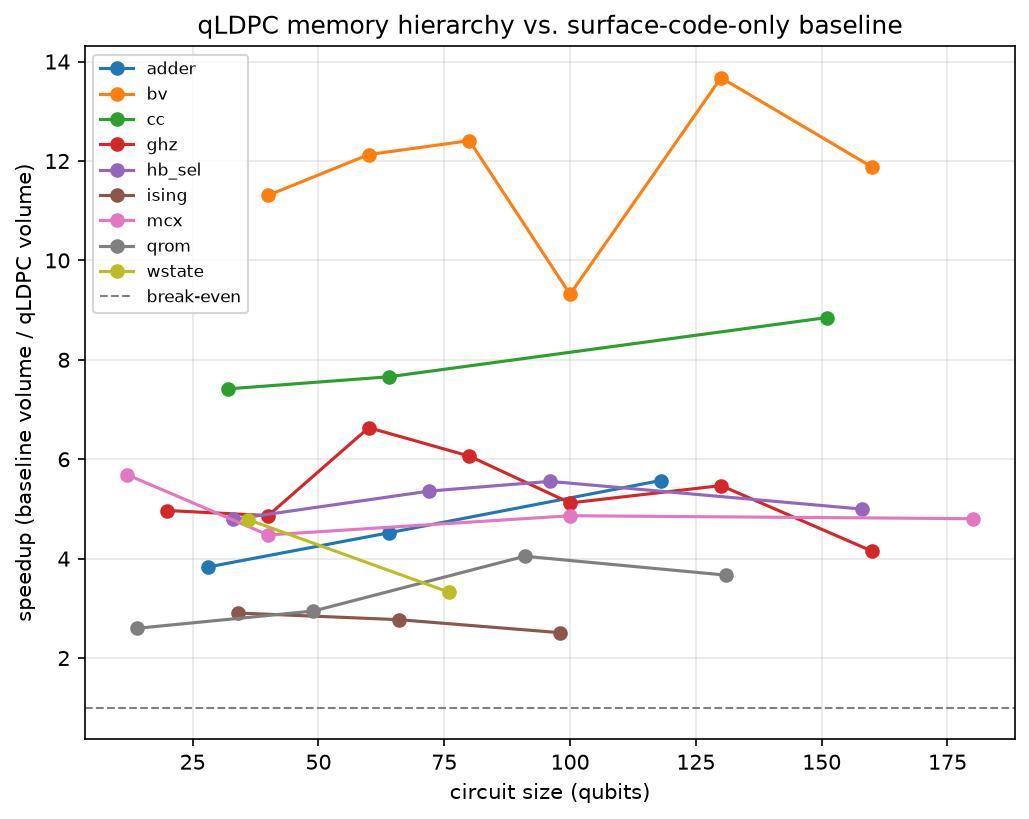 qLDPC memory hierarchy vs. surface-code-only baseline
speedup (baseline volume / qLDPC volume)
14
12
10
8
6
4
2
adder
bv
cc
ghz
hb_sel
ising
mcx
qrom
wstate
break-even
25 50 75 100 125 150 175
circuit size (qubits)